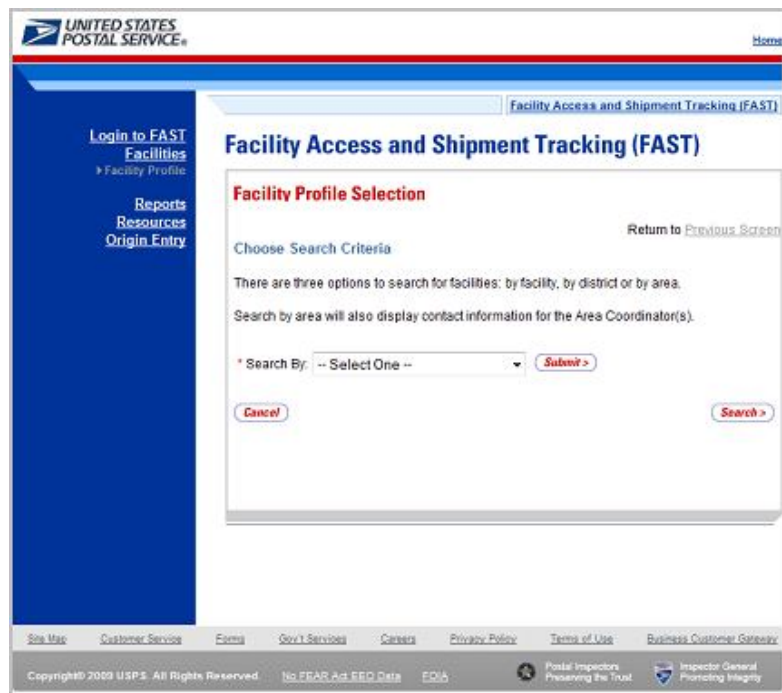 UNITED STATES
POSTAL SERVICE®
Home
Facility Access and Shipment Tracking (FAST)
Login to FAST
Facilities
Facility Profile
Reports
Resources
Origin Entry
Facility Access and Shipment Tracking (FAST)
Facility Profile Selection
Return to Previous Screen
Choose Search Criteria
There are three options to search for facilities: by facility, by district or by area.
Search by area will also display contact information for the Area Coordinator(s).
* Search By: -- Select One -- Submit >
Cancel Search >
Site Map Customer Service Forms Gov't Services Careers Privacy Policy Terms of Use Business Customer Gateway
Copyright© 2009 USPS. All Rights Reserved. No FEAR Act EEO Data FOIA
Postal Inspectors
Preserving the Trust
Inspector General
Promoting Integrity